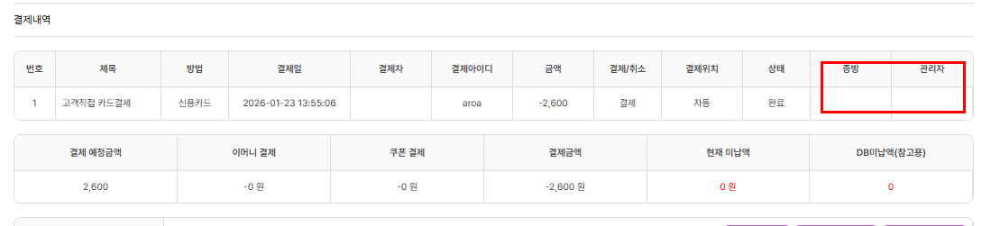 결제내역
번호 제목 방법 결제일 결제자 결제아이디 금액 결제/취소 결제위치 상태 증빙 관리자
1 고객직접 카드결제 신용카드 2026-01-23 13:55:06 aroa -2,600 결제 자동 완료
결제 예정금액 이머니 결제 쿠폰 결제 결제금액 현재 미납액 DB미납액(참고용)
2,600 -0 원 -0 원 -2,600 원 0 원 0